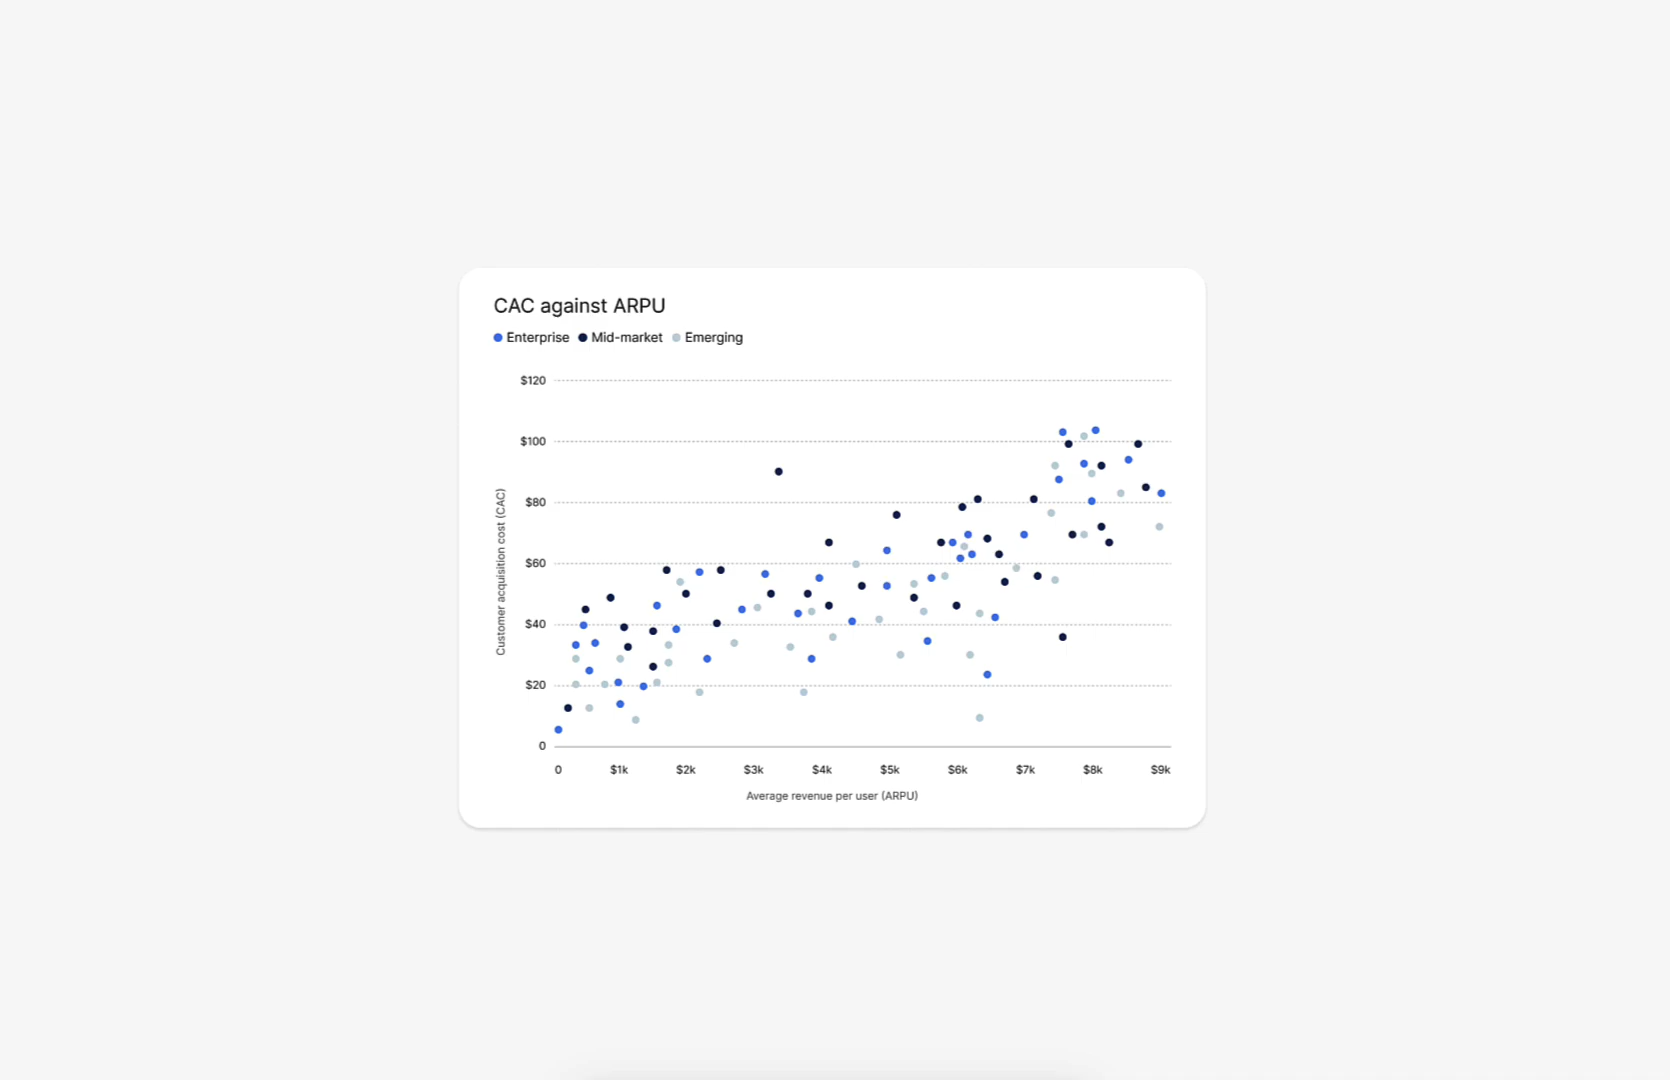 CAC against ARPU
Enterprise Mid-market Emerging
$120
$100
$80
$60
$40
$20
0
Customer acquisition cost (CAC)
0 $1k $2k $3k $4k $5k $6k $7k $8k $9k
Average revenue per user (ARPU)